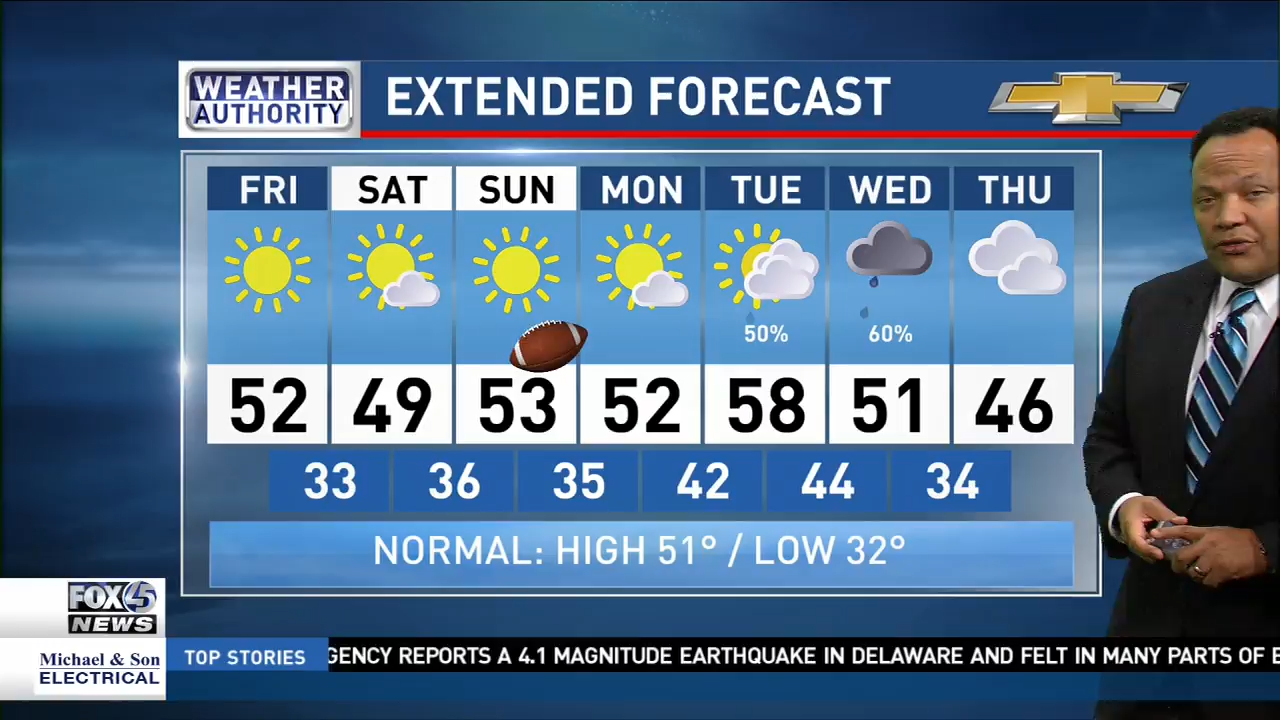 WEATHER
AUTHORITY
EXTENDED FORECAST
FRI SAT SUN MON TUE WED THU
50% 60%
52 49 53 52 58 51 46
33 36 35 42 44 34
NORMAL: HIGH 51° / LOW 32°
FOX 45
NEWS
Michael & Son
ELECTRICAL
TOP STORIES
GENCY REPORTS A 4.1 MAGNITUDE EARTHQUAKE IN DELAWARE AND FELT IN MANY PARTS OF